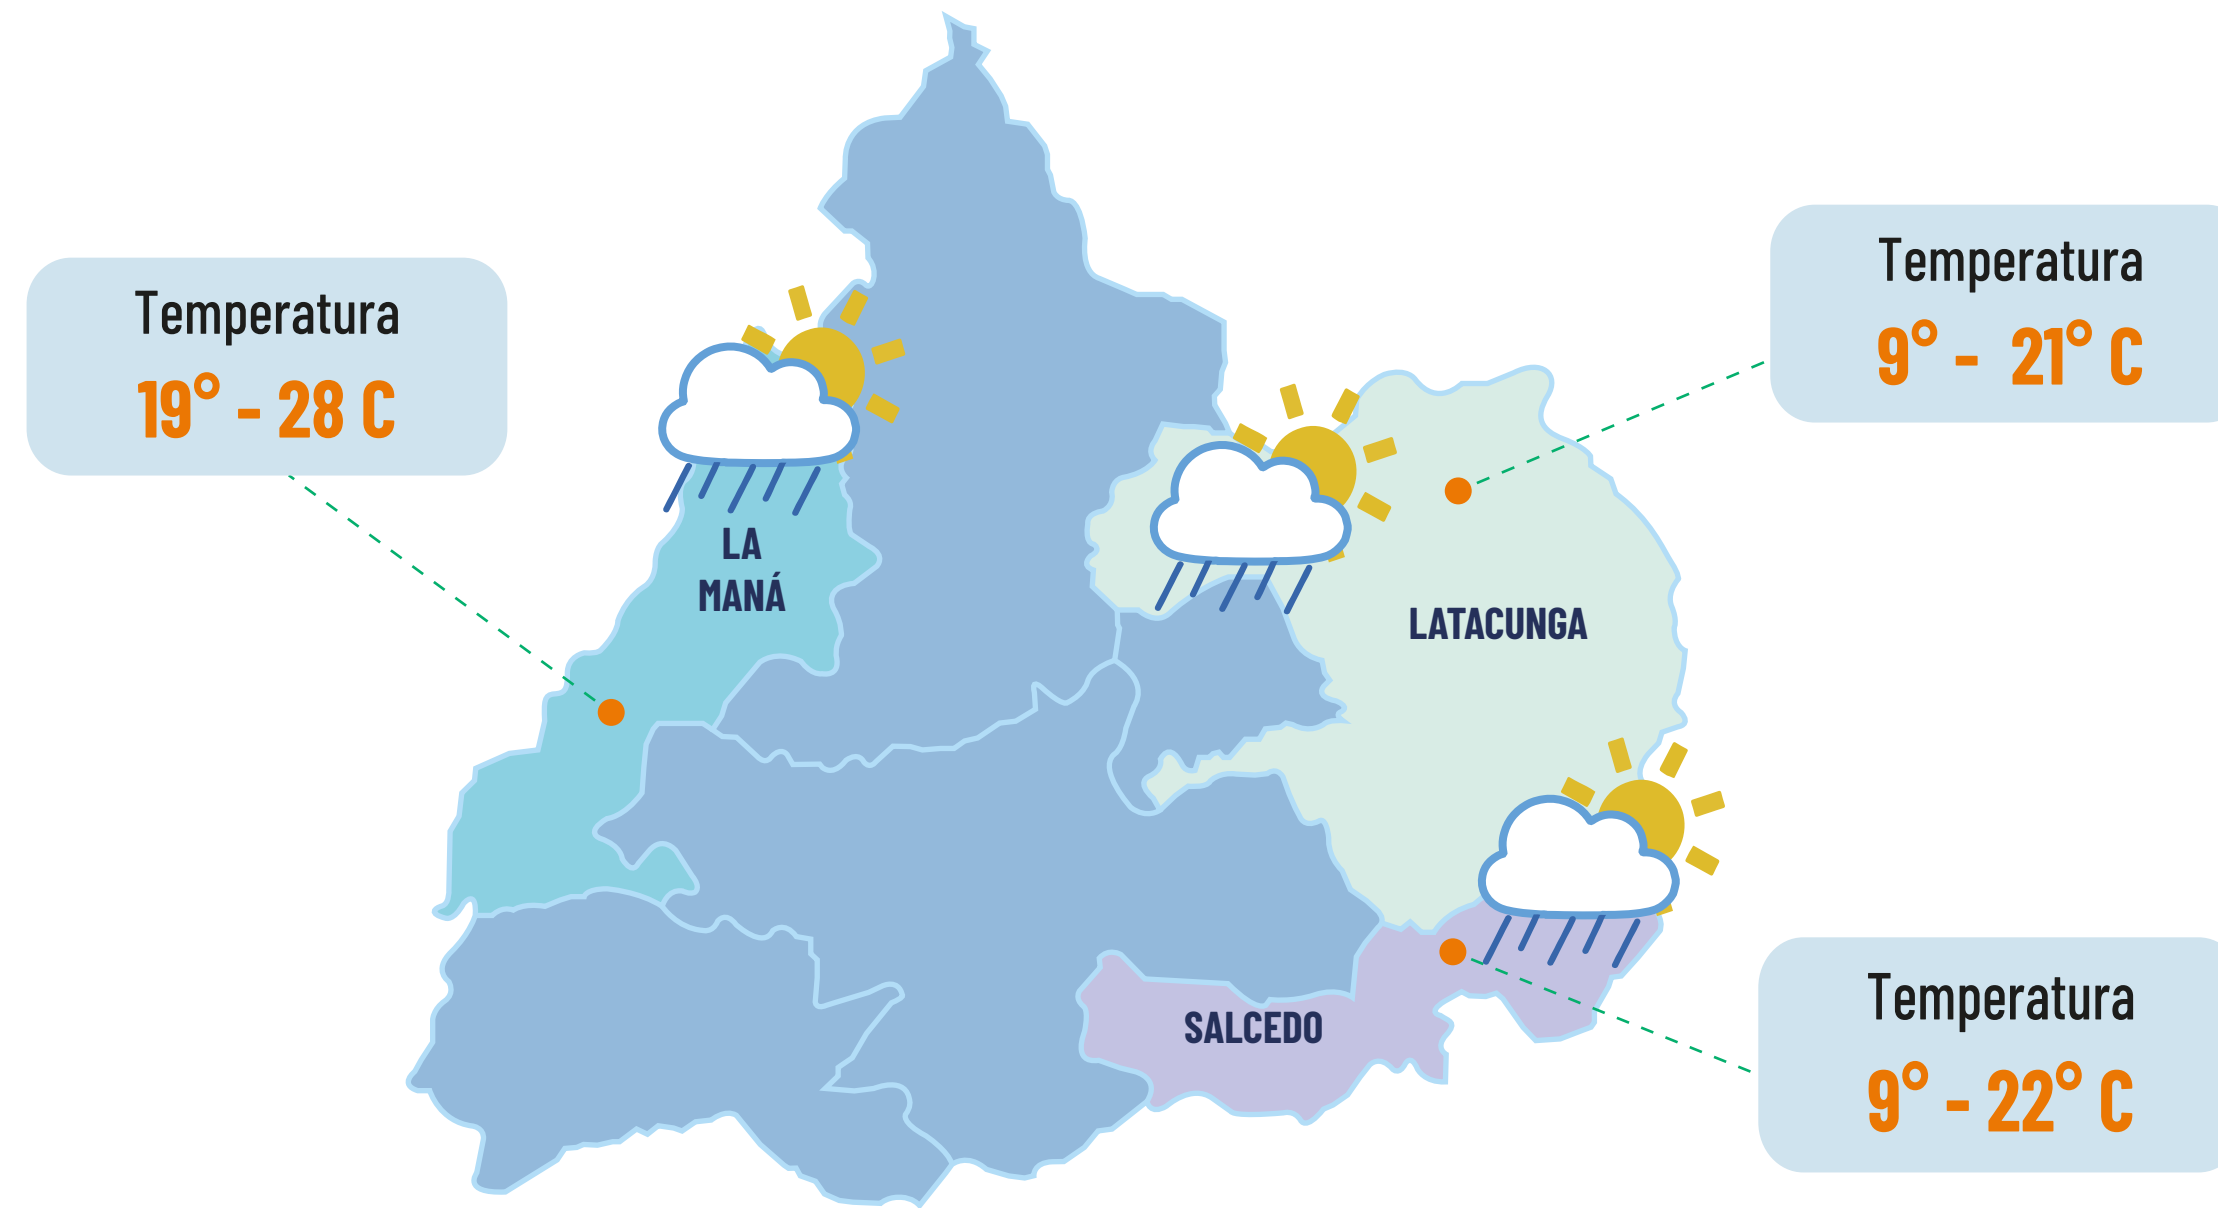 Temperatura
19° - 28 C
Temperatura
9° - 21° C
LA
MANÁ
LATACUNGA
SALCEDO
Temperatura
9° - 22° C